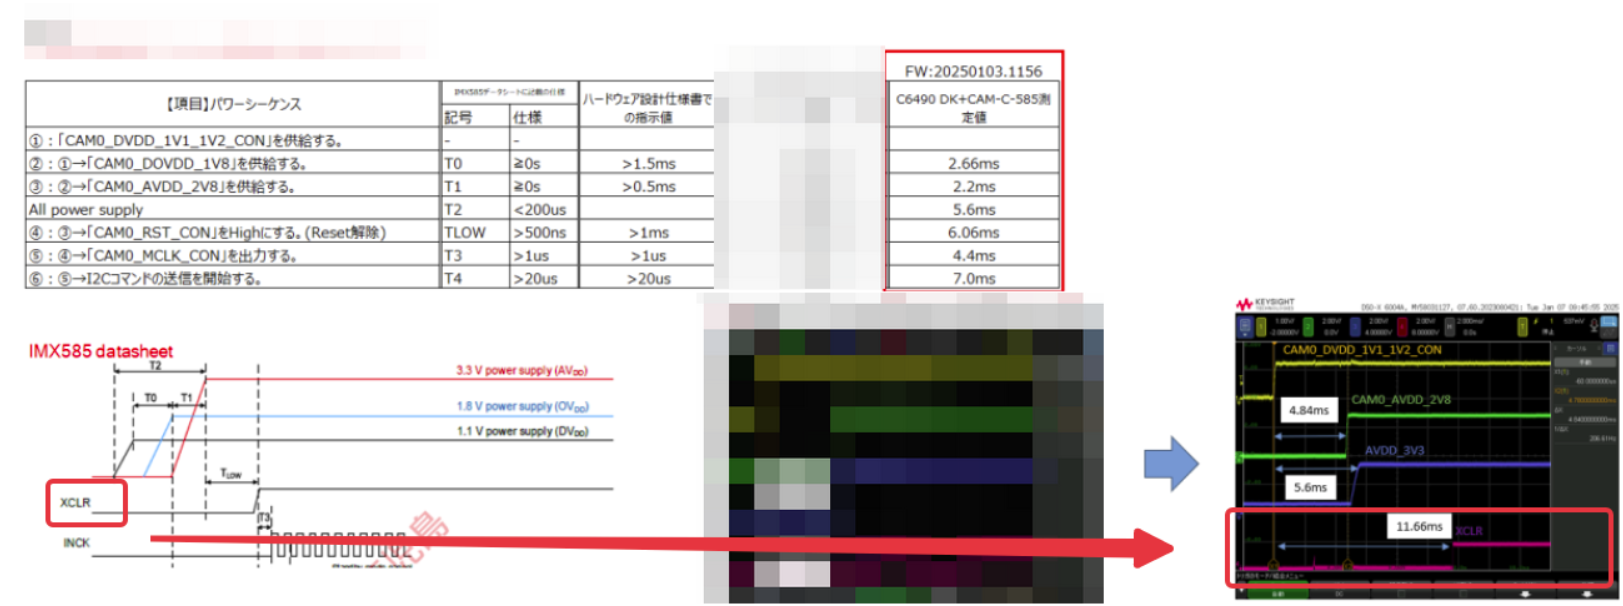 FW:20250103.1156
【項目】パワーシーケンス
IMX585データシートに記載の仕様
ハードウェア設計仕様書での指示値
C6490 DK+CAM-C-585測定値
記号 仕様
①:「CAM0_DVDD_1V1_1V2_CON」を供給する。 - -
②:①→「CAM0_DOVDD_1V8」を供給する。 T0 ≧0s >1.5ms 2.66ms
③:②→「CAM0_AVDD_2V8」を供給する。 T1 ≧0s >0.5ms 2.2ms
All power supply T2 <200us 5.6ms
④:③→「CAM0_RST_CON」をHighにする。(Reset解除) TLOW >500ns >1ms 6.06ms
⑤:④→「CAM0_MCLK_CON」を出力する。 T3 >1us >1us 4.4ms
⑥:⑤→I2Cコマンドの送信を開始する。 T4 >20us >20us 7.0ms
IMX585 datasheet
T2
3.3 V power supply (AVDD)
T0 T1
1.8 V power supply (OVDD)
1.1 V power supply (DVDD)
TLOW
XCLR
T3
INCK
KEYSIGHT
TECHNOLOGIES
CAM0_DVDD_1V1_1V2_CON
CAM0_AVDD_2V8
4.84ms
AVDD_3V3
5.6ms
11.66ms
XCLR